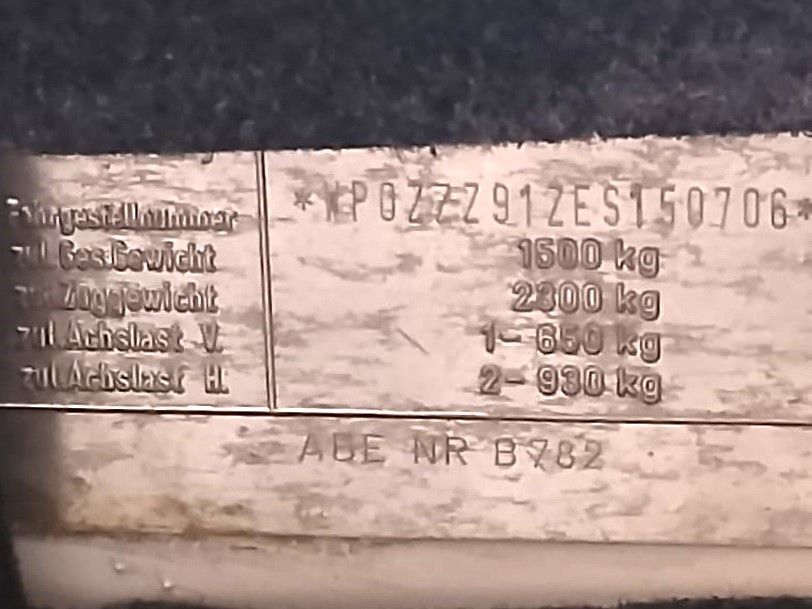 Fahrgestellnummer *WP0ZZZ91ZES150706*
zul.Ges.Gewicht 1500 kg
zul.Zuggewicht 2300 kg
zul.Achslast V. 1- 650 kg
zul.Achslast H. 2- 930 kg
ABE NR B782